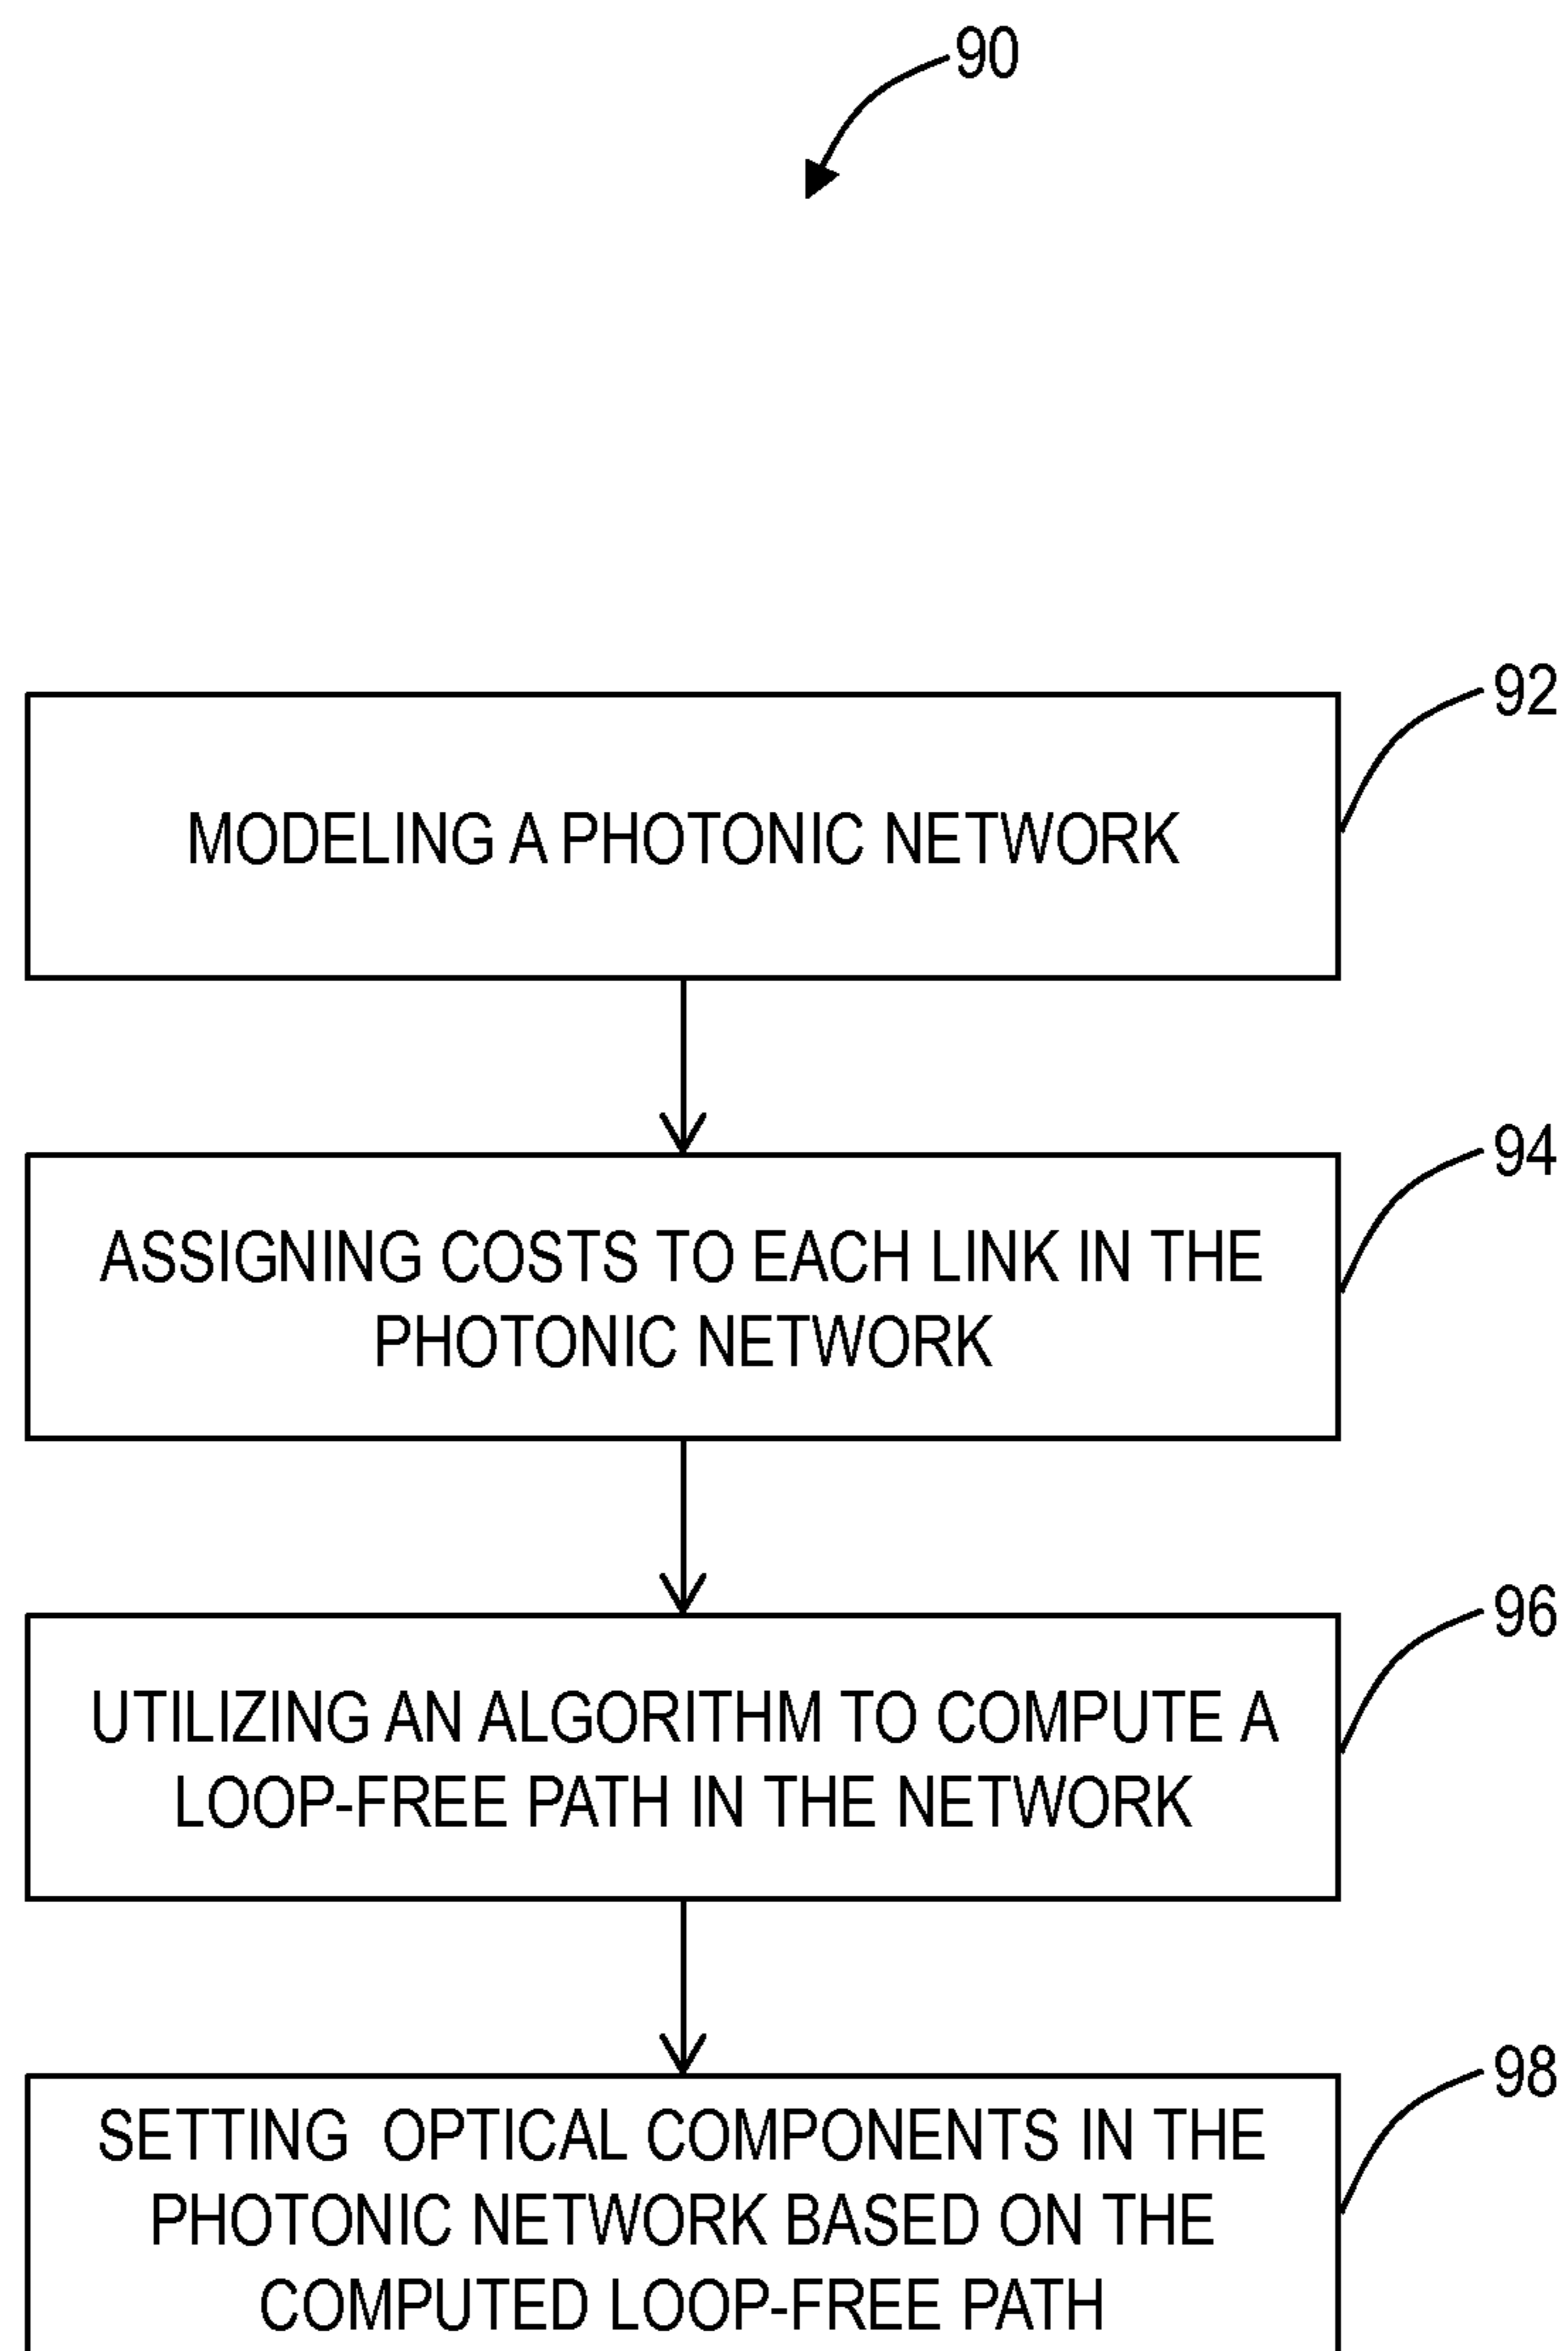 90
92
MODELING A PHOTONIC NETWORK
94
ASSIGNING COSTS TO EACH LINK IN THE
PHOTONIC NETWORK
96
UTILIZING AN ALGORITHM TO COMPUTE A
LOOP-FREE PATH IN THE NETWORK
98
SETTING OPTICAL COMPONENTS IN THE
PHOTONIC NETWORK BASED ON THE
COMPUTED LOOP-FREE PATH